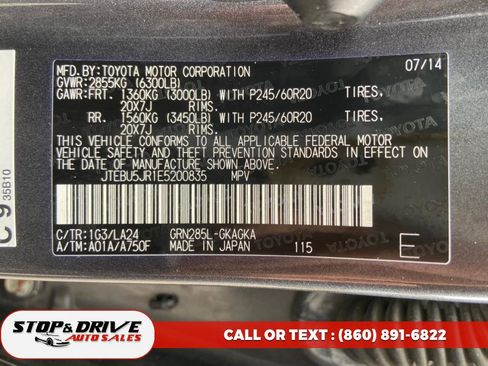 MFD.BY:TOYOTA MOTOR CORPORATION 07/14
GVWR:2855KG (6300LB)
GAWR:FRT. 1360KG (3000LB) WITH P245/60R20 TIRES,
20X7J RIMS.
RR. 1560KG (3450LB) WITH P245/60R20 TIRES,
20X7J RIMS.
THIS VEHICLE CONFORMS TO ALL APPLICABLE FEDERAL MOTOR
VEHICLE SAFETY AND THEFT PREVENTION STANDARDS IN EFFECT
ON THE DATE OF MANUFACTURE SHOWN ABOVE.
JTEBU5JR1E5200835 MPV
C/TR:1G3/LA24 GRN285L-GKAGKA
A/TM:A01A/A750F MADE IN JAPAN 115 E
C9 35B10
STOP & DRIVE
AUTO SALES
CALL OR TEXT : (860) 891-6822